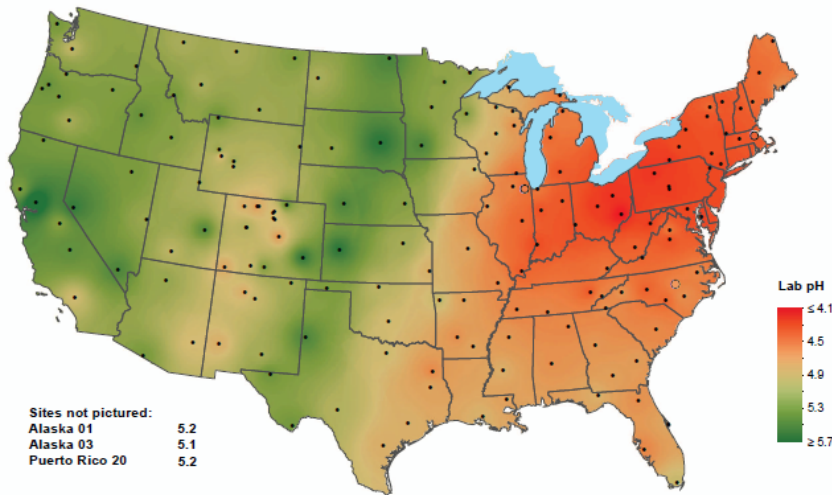 Lab pH
≤ 4.1
4.5
4.9
5.3
≥ 5.7
Sites not pictured:
Alaska 01 5.2
Alaska 03 5.1
Puerto Rico 20 5.2